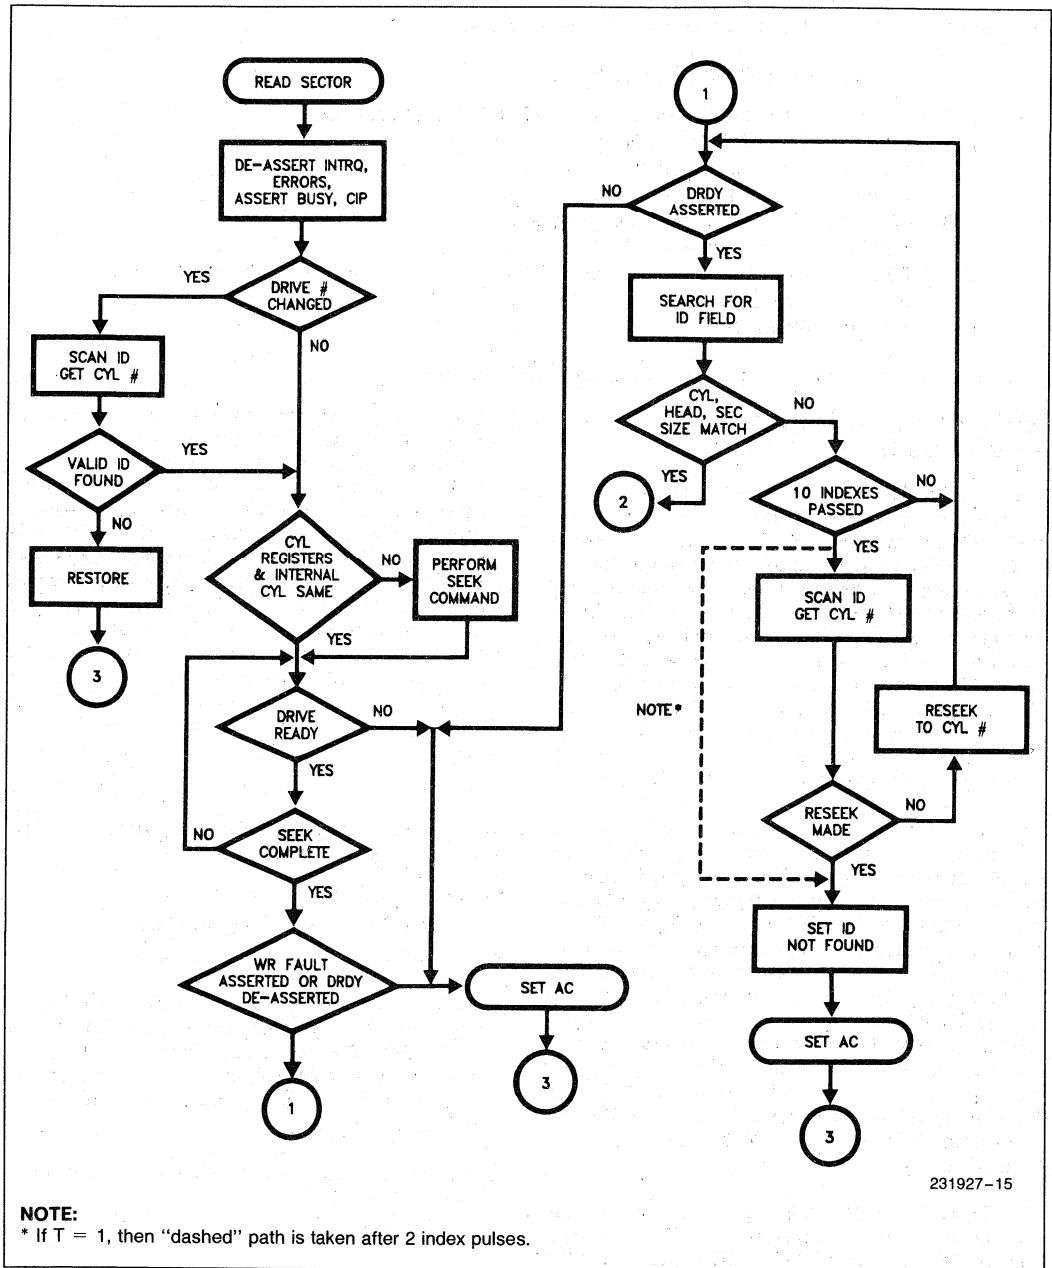 READ SECTOR
DE-ASSERT INTRQ,
ERRORS,
ASSERT BUSY, CIP
DRIVE #
CHANGED
YES
NO
SCAN ID
GET CYL #
VALID ID
FOUND
YES
NO
RESTORE
3
CYL
REGISTERS
& INTERNAL
CYL SAME
NO
YES
PERFORM
SEEK
COMMAND
DRIVE
READY
NO
YES
SEEK
COMPLETE
NO
YES
WR FAULT
ASSERTED OR DRDY
DE-ASSERTED
1
SET AC
3
1
DRDY
ASSERTED
NO
YES
SEARCH FOR
ID FIELD
CYL,
HEAD, SEC
SIZE MATCH
NO
YES
2
10 INDEXES
PASSED
NO
YES
SCAN ID
GET CYL #
NOTE*
RESEEK
TO CYL #
RESEEK
MADE
NO
YES
SET ID
NOT FOUND
SET AC
3
231927-15
NOTE:
* If T = 1, then "dashed" path is taken after 2 index pulses.